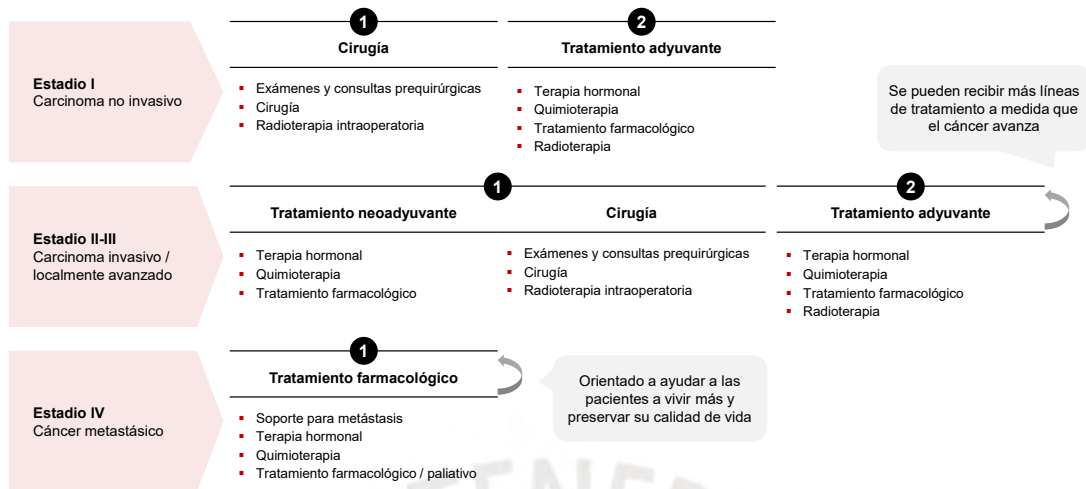 1
Cirugía
2
Tratamiento adyuvante
Estadio I
Carcinoma no invasivo
▪ Exámenes y consultas prequirúrgicas
▪ Cirugía
▪ Radioterapia intraoperatoria
▪ Terapia hormonal
▪ Quimioterapia
▪ Tratamiento farmacológico
▪ Radioterapia
Se pueden recibir más líneas
de tratamiento a medida que
el cáncer avanza
1
2
Tratamiento neoadyuvante
Cirugía
Tratamiento adyuvante
Estadio II-III
Carcinoma invasivo /
localmente avanzado
▪ Terapia hormonal
▪ Quimioterapia
▪ Tratamiento farmacológico
▪ Exámenes y consultas prequirúrgicas
▪ Cirugía
▪ Radioterapia intraoperatoria
▪ Terapia hormonal
▪ Quimioterapia
▪ Tratamiento farmacológico
▪ Radioterapia
1
Tratamiento farmacológico
Orientado a ayudar a las
pacientes a vivir más y
preservar su calidad de vida
Estadio IV
Cáncer metastásico
▪ Soporte para metástasis
▪ Terapia hormonal
▪ Quimioterapia
▪ Tratamiento farmacológico / paliativo